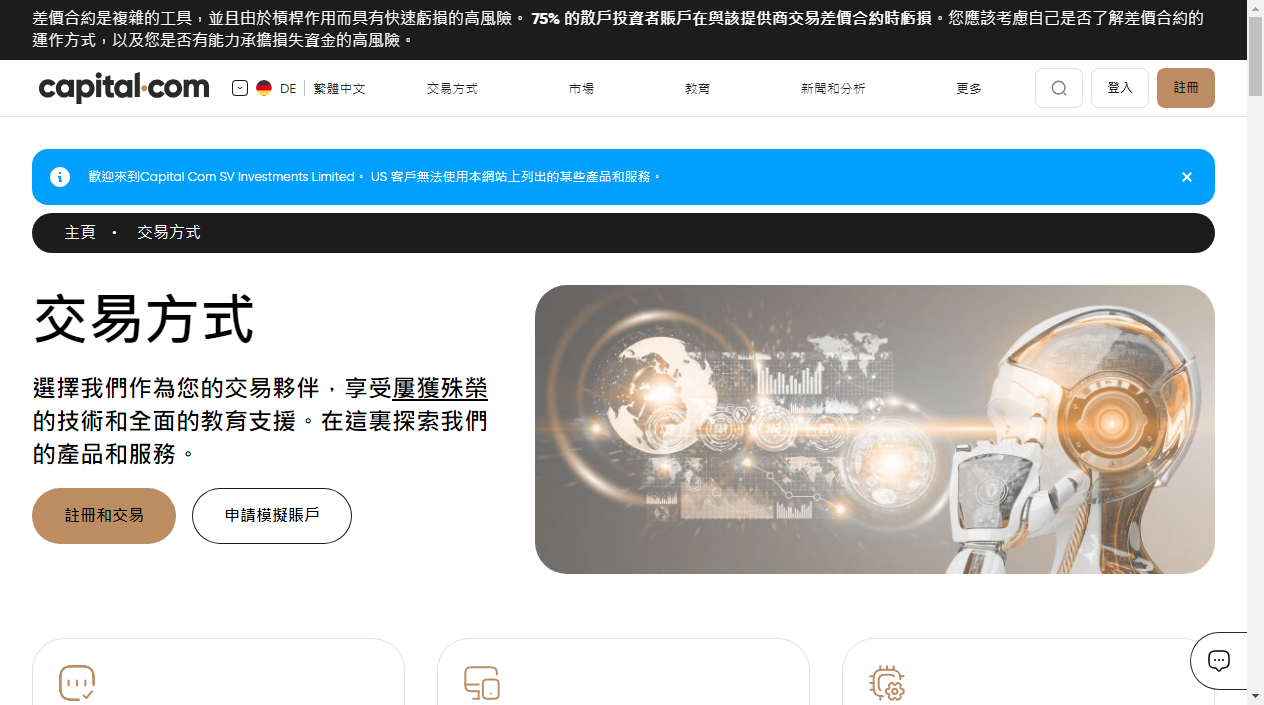 差價合約是複雜的工具，並且由於槓桿作用而具有快速虧損的高風險。 75% 的散戶投資者賬戶在與該提供商交易差價合約時虧損。您應該考慮自己是否了解差價合約的
運作方式，以及您是否有能力承擔損失資金的高風險。
capital.com DE 繁體中文 交易方式 市場 教育 新聞和分析 更多 登入 註冊
歡迎來到Capital Com SV Investments Limited。 US 客戶無法使用本網站上列出的某些產品和服務。
主頁 • 交易方式
交易方式
選擇我們作為您的交易夥伴，享受屢獲殊榮
的技術和全面的教育支援。在這裏探索我們
的產品和服務。
註冊和交易 申請模擬賬戶